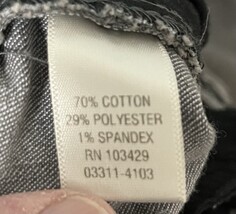 70% COTTON
29% POLYESTER
1% SPANDEX
RN 103429
03311-4103